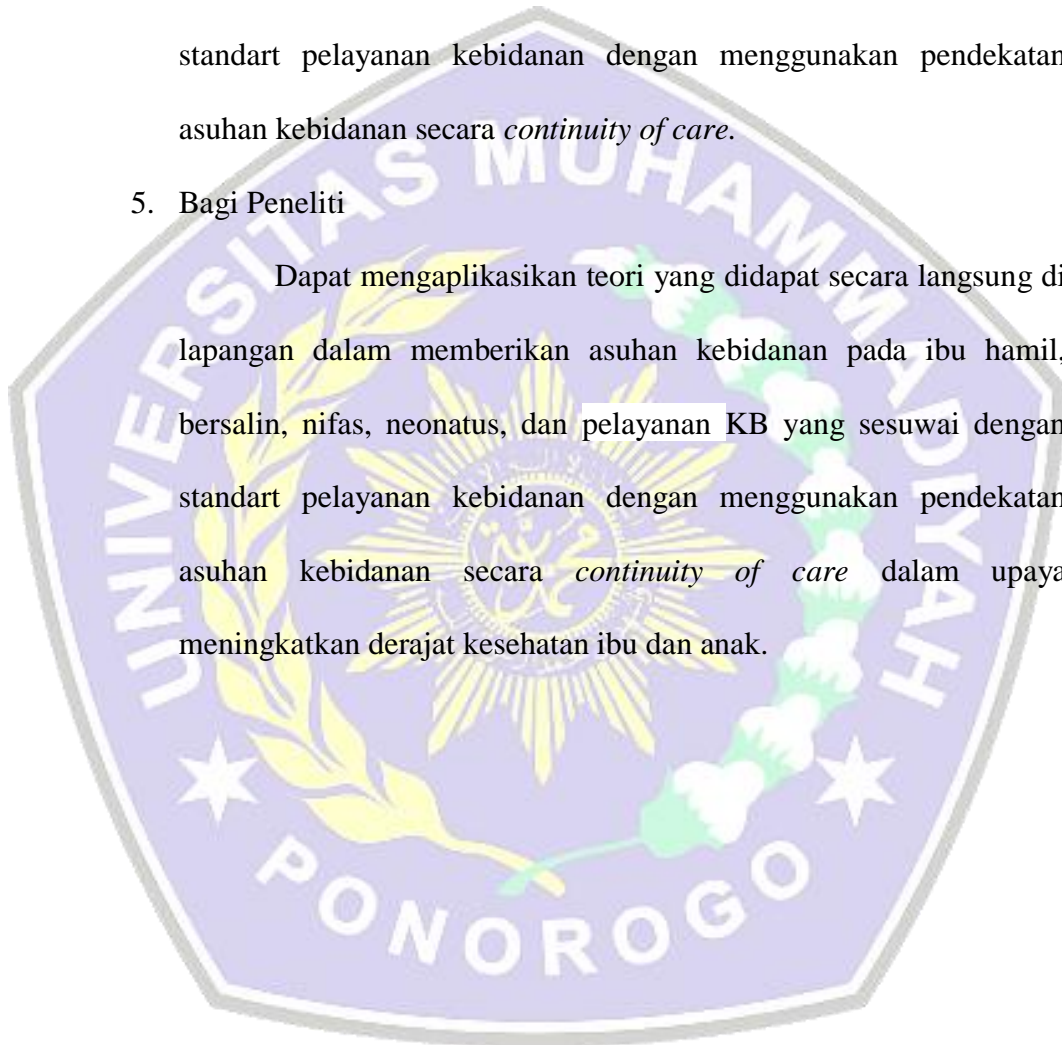 standart pelayanan kebidanan dengan menggunakan pendekatan
asuhan kebidanan secara continuity of care.
5. Bagi Peneliti
Dapat mengaplikasikan teori yang didapat secara langsung di
lapangan dalam memberikan asuhan kebidanan pada ibu hamil,
bersalin, nifas, neonatus, dan pelayanan KB yang sesuwai dengan
standart pelayanan kebidanan dengan menggunakan pendekatan
asuhan kebidanan secara continuity of care dalam upaya
meningkatkan derajat kesehatan ibu dan anak.
UNIVERSITAS MUHAMMADIYAH
PONOROGO